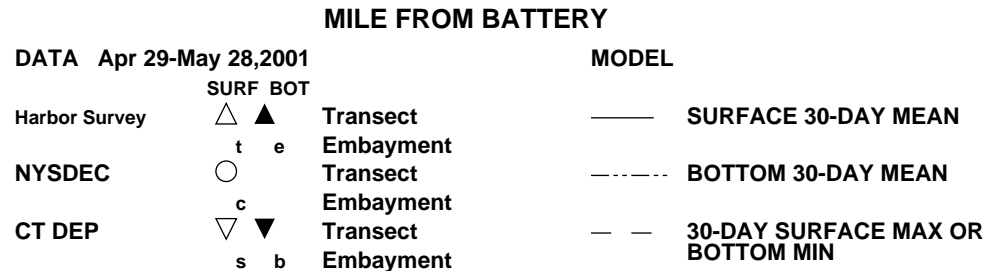 MILE FROM BATTERY
DATA Apr 29-May 28,2001 MODEL
SURF BOT
Harbor Survey Transect SURFACE 30-DAY MEAN
t e Embayment
NYSDEC Transect BOTTOM 30-DAY MEAN
c Embayment
CT DEP Transect 30-DAY SURFACE MAX OR
BOTTOM MIN
s b Embayment